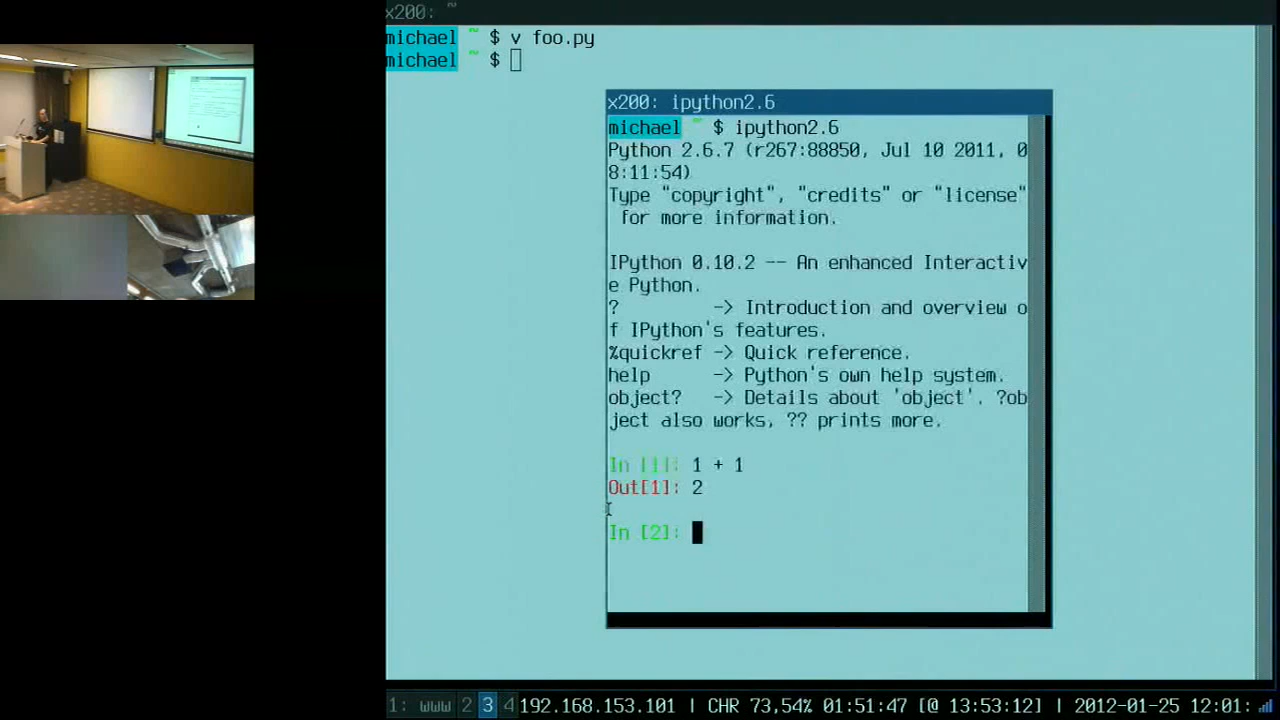 x200: ~
michael ~ $ v foo.py
michael ~ $
x200: ipython2.6
michael ~ $ ipython2.6
Python 2.6.7 (r267:88850, Jul 10 2011, 0
8:11:54)
Type "copyright", "credits" or "license"
for more information.
IPython 0.10.2 -- An enhanced Interactiv
e Python.
? -> Introduction and overview o
f IPython's features.
%quickref -> Quick reference.
help -> Python's own help system.
object? -> Details about 'object'. ?ob
ject also works, ?? prints more.
In [1]: 1 + 1
Out[1]: 2
In [2]:
1: www 2 3 4 192.168.153.101 | CHR 73,54% 01:51:47 [@ 13:53:12] | 2012-01-25 12:01: